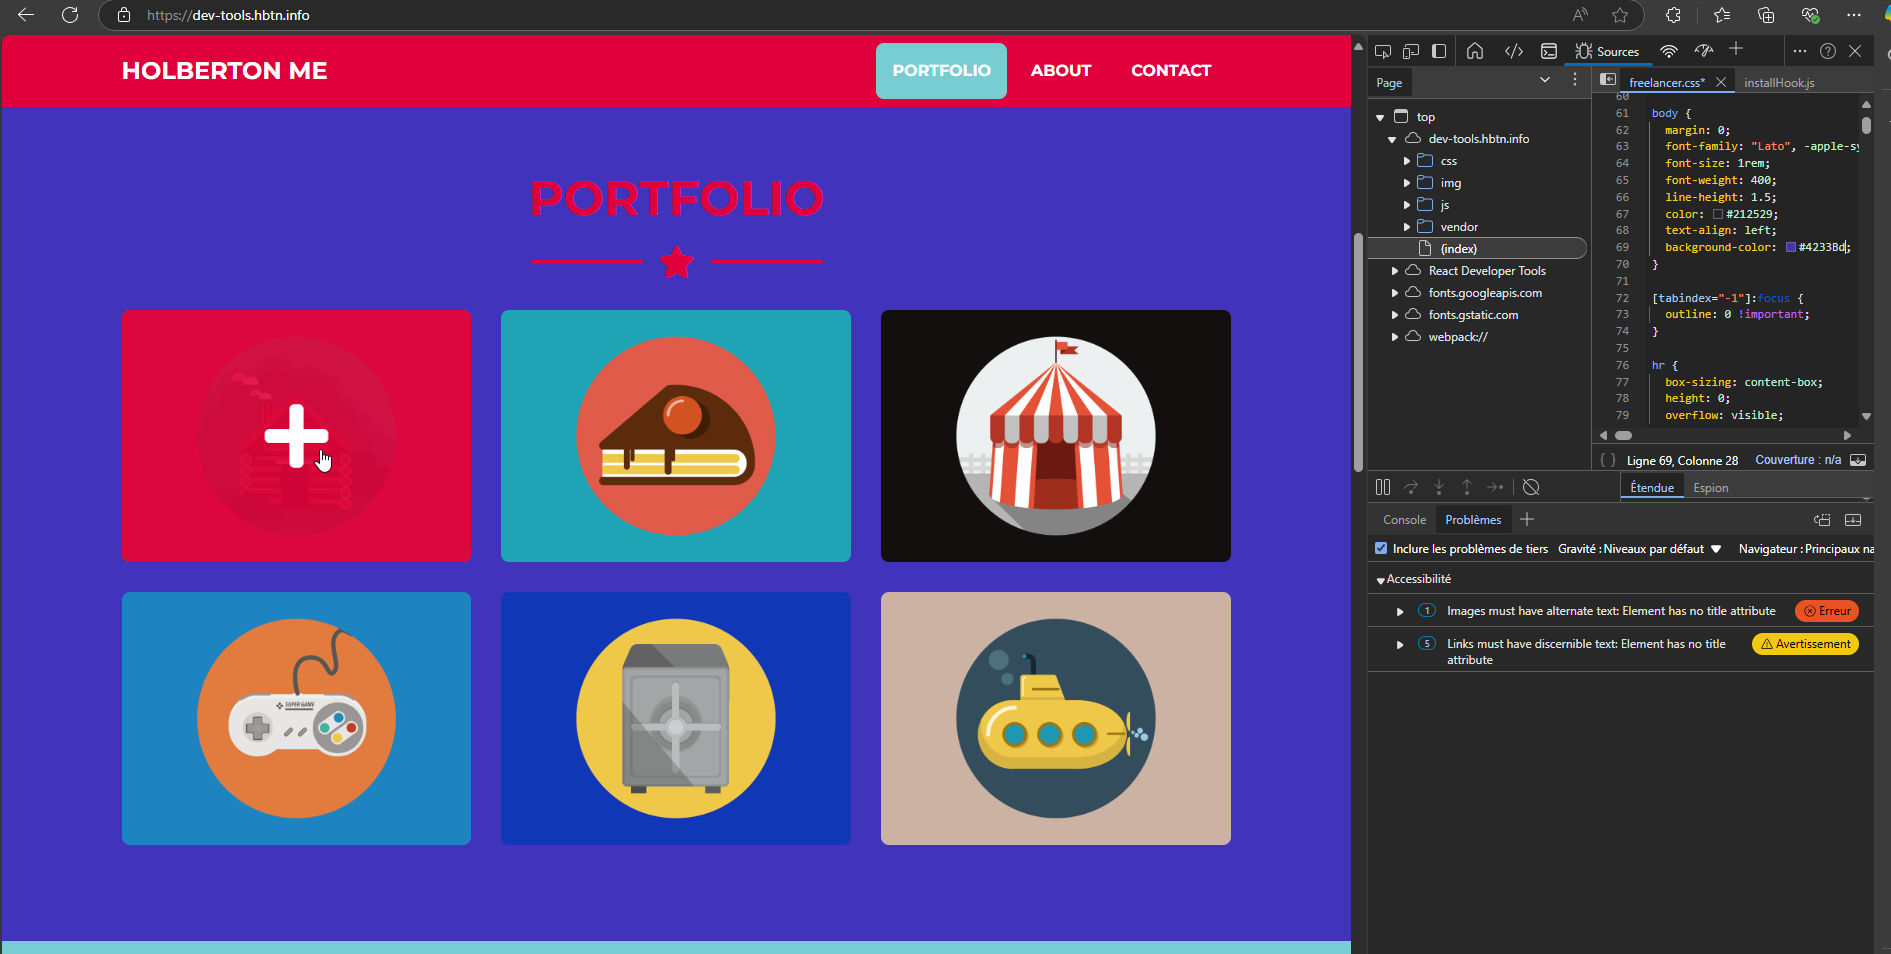 https://dev-tools.hbtn.info
HOLBERTON ME
PORTFOLIO
ABOUT
CONTACT
PORTFOLIO
SUPER GAME
Sources
Page
top
dev-tools.hbtn.info
css
img
js
vendor
(index)
React Developer Tools
fonts.googleapis.com
fonts.gstatic.com
webpack://
freelancer.css*
installHook.js
60
61 body {
62 margin: 0;
63 font-family: "Lato", -apple-sy
64 font-size: 1rem;
65 font-weight: 400;
66 line-height: 1.5;
67 color: #212529;
68 text-align: left;
69 background-color: #4233Bd;
70 }
71
72 [tabindex="-1"]:focus {
73 outline: 0 !important;
74 }
75
76 hr {
77 box-sizing: content-box;
78 height: 0;
79 overflow: visible;
{ } Ligne 69, Colonne 28 Couverture : n/a
Étendue
Espion
Console
Problèmes
Inclure les problèmes de tiers Gravité : Niveaux par défaut Navigateur : Principaux na
Accessibilité
1 Images must have alternate text: Element has no title attribute Erreur
5 Links must have discernible text: Element has no title
attribute
Avertissement